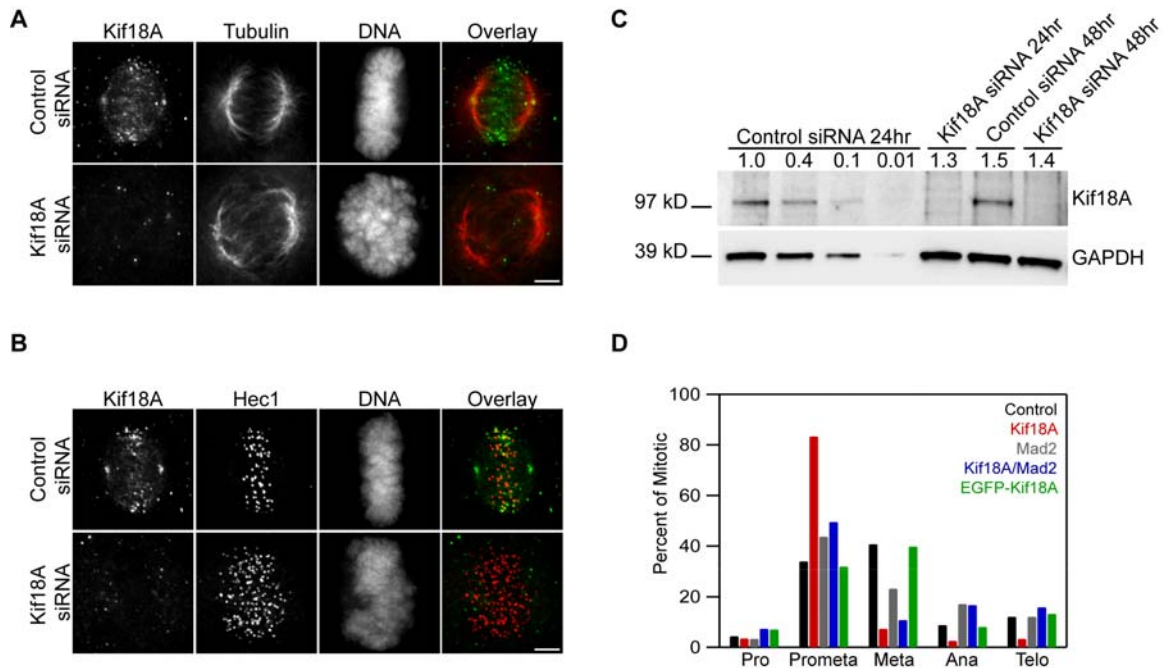 A
Kif18A Tubulin DNA Overlay
Control
siRNA
Kif18A
siRNA
B
Kif18A Hec1 DNA Overlay
Control
siRNA
Kif18A
siRNA
C
Kif18A siRNA 24hr
Control siRNA 48hr
Kif18A siRNA 48hr
Control siRNA 24hr
1.0 0.4 0.1 0.01 1.3 1.5 1.4
97 kD
Kif18A
39 kD
GAPDH
D
Percent of Mitotic
100
80
60
40
20
0
Control
Kif18A
Mad2
Kif18A/Mad2
EGFP-Kif18A
Pro Prometa Meta Ana Telo